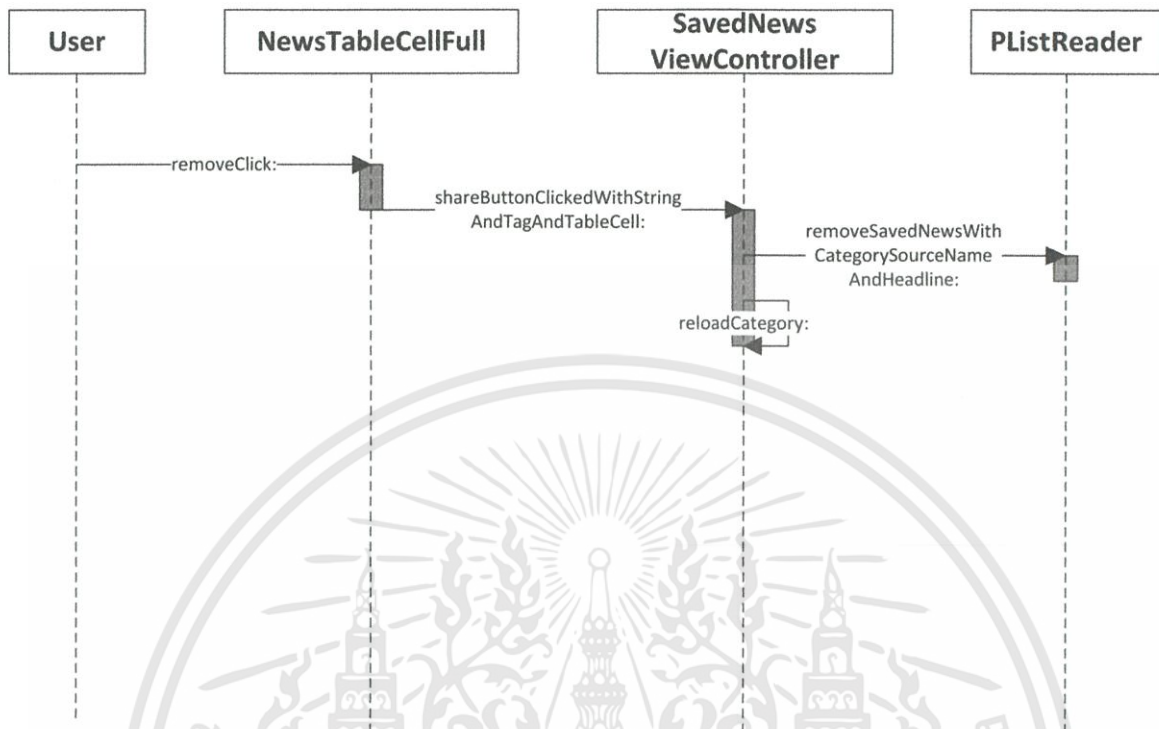 User
NewsTableCellFull
SavedNews
ViewController
PListReader
removeClick:
shareButtonClickedWithString
AndTagAndTableCell:
removeSavedNewsWith
CategorySourceName
AndHeadline:
reloadCategory: